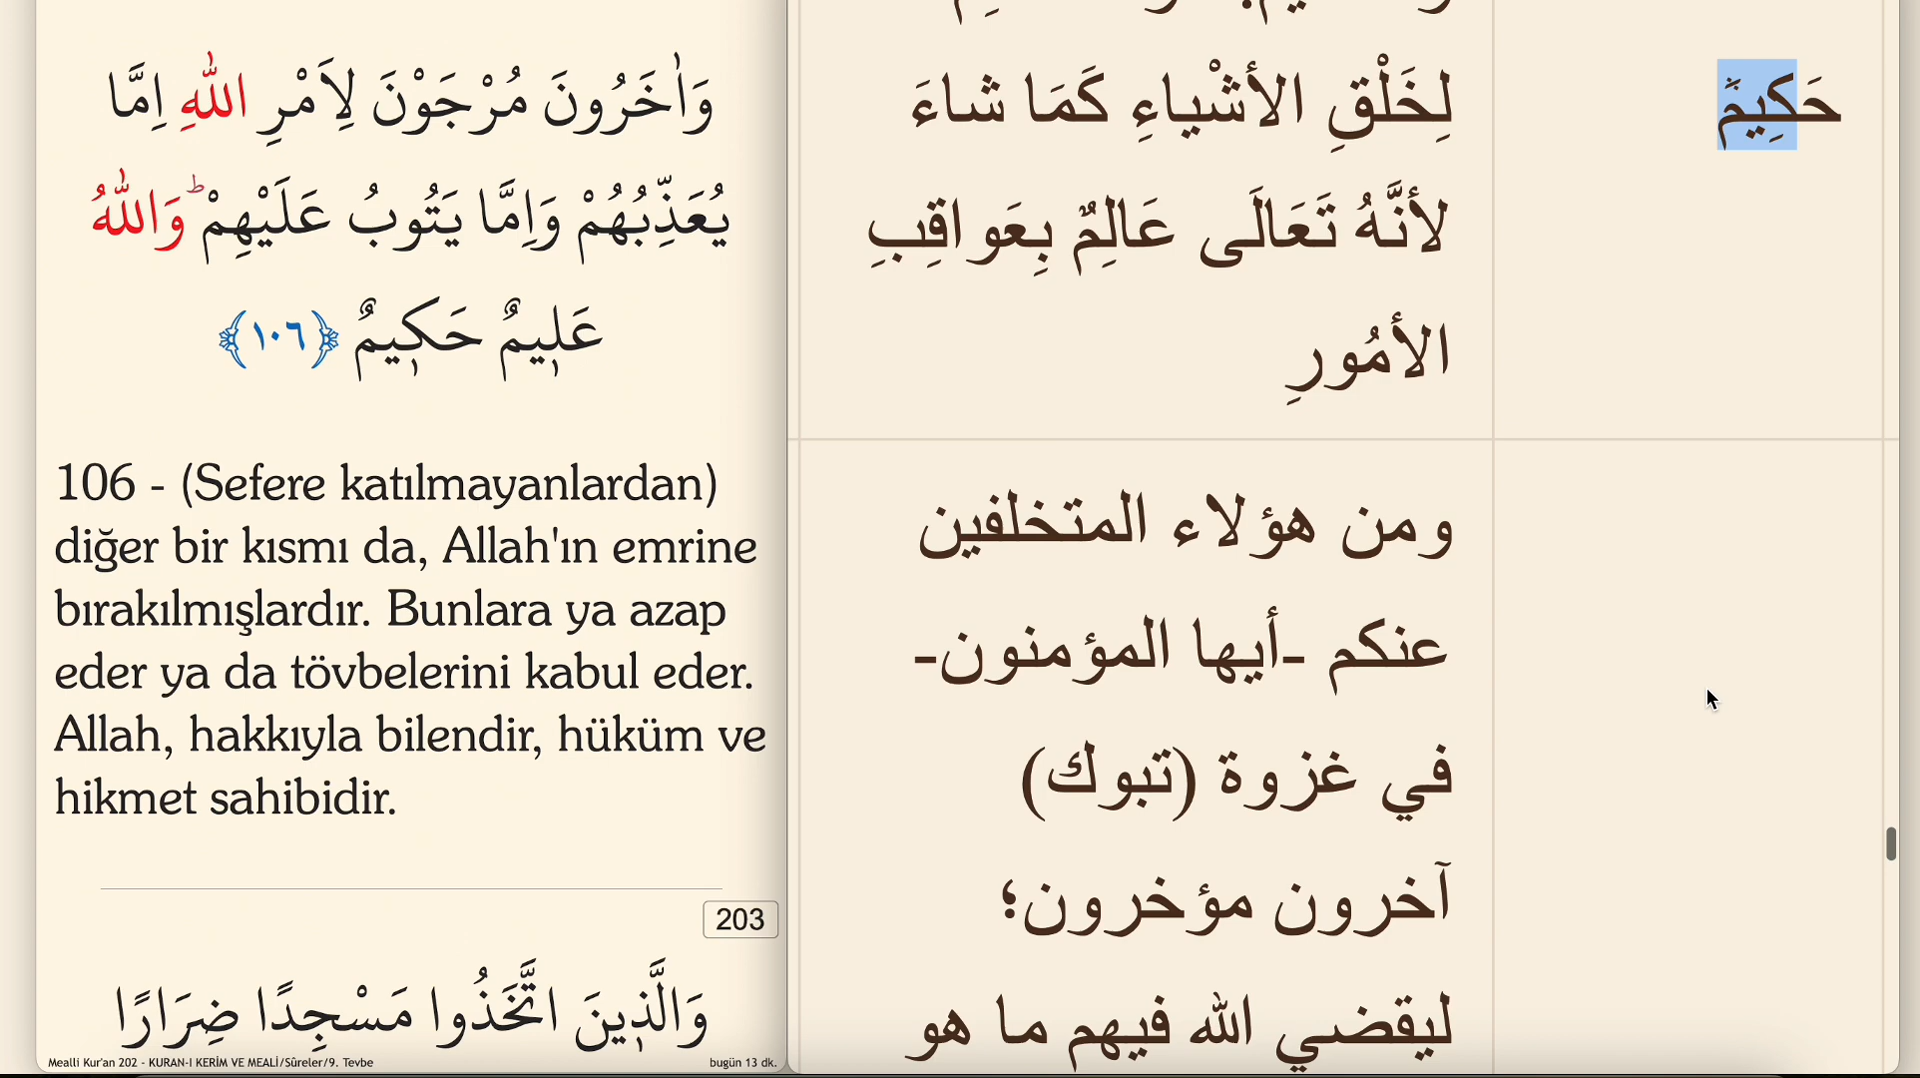 وَاٰخَرُونَ مُرْجَوْنَ لِاَمْرِ اللّٰهِ اِمَّا
يُعَذِّبُهُمْ وَاِمَّا يَتُوبُ عَلَيْهِمْۜ وَاللّٰهُ
عَلٖيمٌ حَكٖيمٌ ﴿١٠٦﴾
106 - (Sefere katılmayanlardan)
diğer bir kısmı da, Allah'ın emrine
bırakılmışlardır. Bunlara ya azap
eder ya da tövbelerini kabul eder.
Allah, hakkıyla bilendir, hüküm ve
hikmet sahibidir.
203
وَالَّذٖينَ اتَّخَذُوا مَسْجِدًا ضِرَارًا
Mealli Kur'an 202 - KURAN-I KERİM VE MEALİ/Sûreler/9. Tevbe
bugün 13 dk.
حَكِيمٌ
لِخَلْقِ الأشْياءِ كَمَا شاءَ
لأنَّهُ تَعَالَى عَالِمٌ بِعَواقِبِ
الأمُورِ
ومن هؤلاء المتخلفين
عنكم -أيها المؤمنون-
في غزوة (تبوك)
آخرون مؤخرون؛
ليقضي الله فيهم ما هو